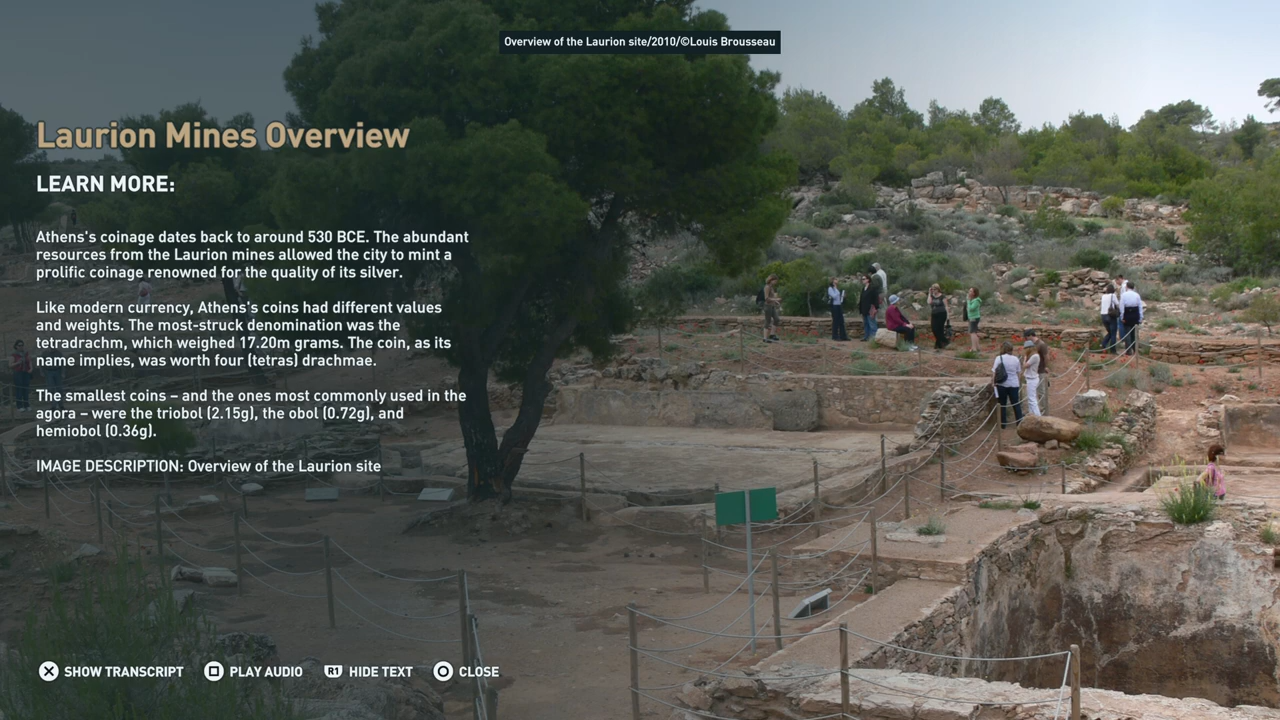 Overview of the Laurion site/2010/©Louis Brousseau
Laurion Mines Overview
LEARN MORE:
Athens's coinage dates back to around 530 BCE. The abundant
resources from the Laurion mines allowed the city to mint a
prolific coinage renowned for the quality of its silver.
Like modern currency, Athens's coins had different values
and weights. The most-struck denomination was the
tetradrachm, which weighed 17.20m grams. The coin, as its
name implies, was worth four (tetras) drachmae.
The smallest coins – and the ones most commonly used in the
agora – were the triobol (2.15g), the obol (0.72g), and
hemiobol (0.36g).
IMAGE DESCRIPTION: Overview of the Laurion site
SHOW TRANSCRIPT PLAY AUDIO R1 HIDE TEXT CLOSE